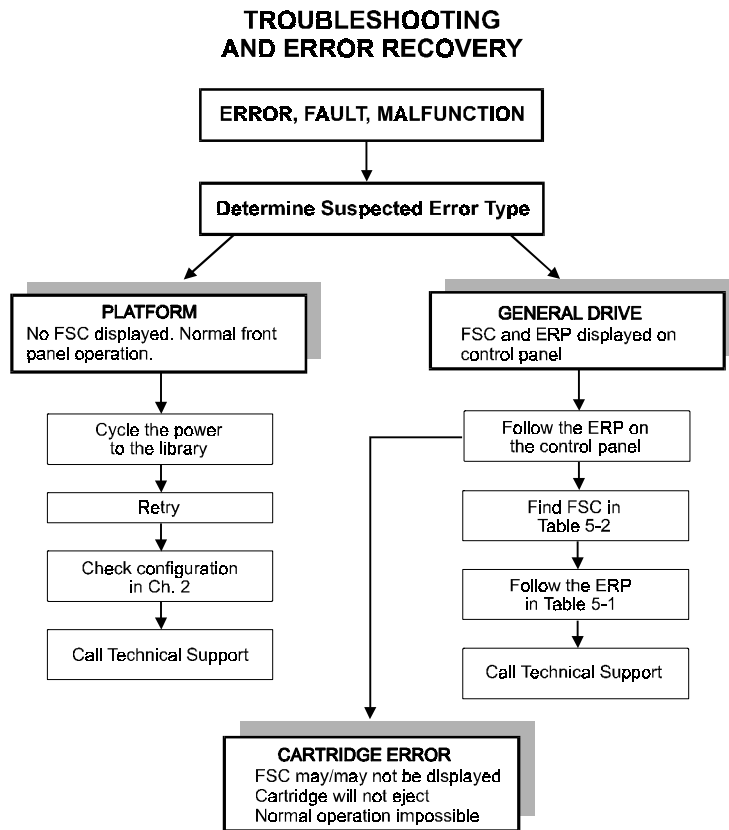 TROUBLESHOOTING
AND ERROR RECOVERY
ERROR, FAULT, MALFUNCTION
Determine Suspected Error Type
PLATFORM
No FSC displayed. Normal front
panel operation.
Cycle the power
to the library
Retry
Check configuration
in Ch. 2
Call Technical Support
GENERAL DRIVE
FSC and ERP displayed on
control panel
Follow the ERP on
the control panel
Find FSC in
Table 5-2
Follow the ERP
in Table 5-1
Call Technical Support
CARTRIDGE ERROR
FSC may/may not be displayed
Cartridge will not eject
Normal operation impossible